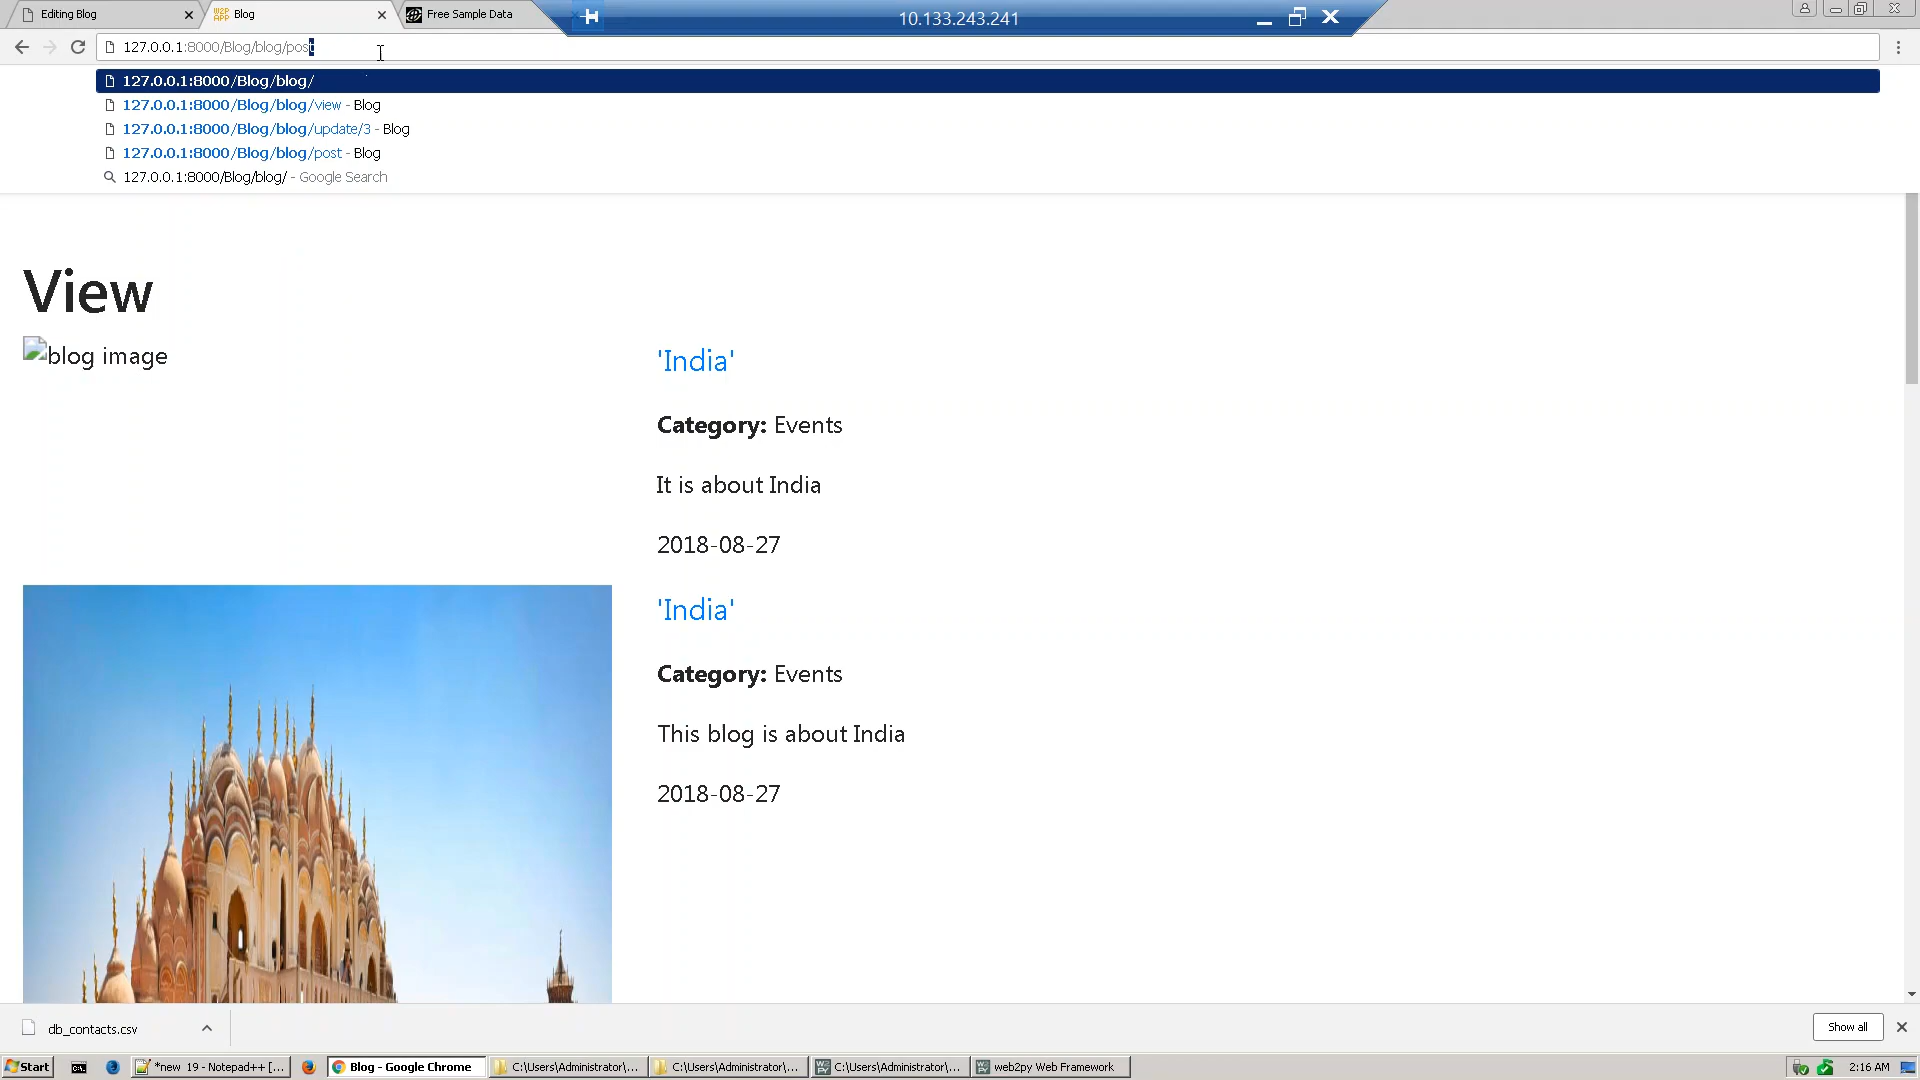 Editing Blog
W2P APP Blog
Free Sample Data
10.133.243.241
127.0.0.1:8000/Blog/blog/post
127.0.0.1:8000/Blog/blog/
127.0.0.1:8000/Blog/blog/view - Blog
127.0.0.1:8000/Blog/blog/update/3 - Blog
127.0.0.1:8000/Blog/blog/post - Blog
127.0.0.1:8000/Blog/blog/ - Google Search
View
blog image
'India'
Category: Events
It is about India
2018-08-27
'India'
Category: Events
This blog is about India
2018-08-27
db_contacts.csv
Show all
Start
*new 19 - Notepad++ [...
Blog - Google Chrome
C:\Users\Administrator\...
C:\Users\Administrator\...
C:\Users\Administrator\...
web2py Web Framework
2:16 AM